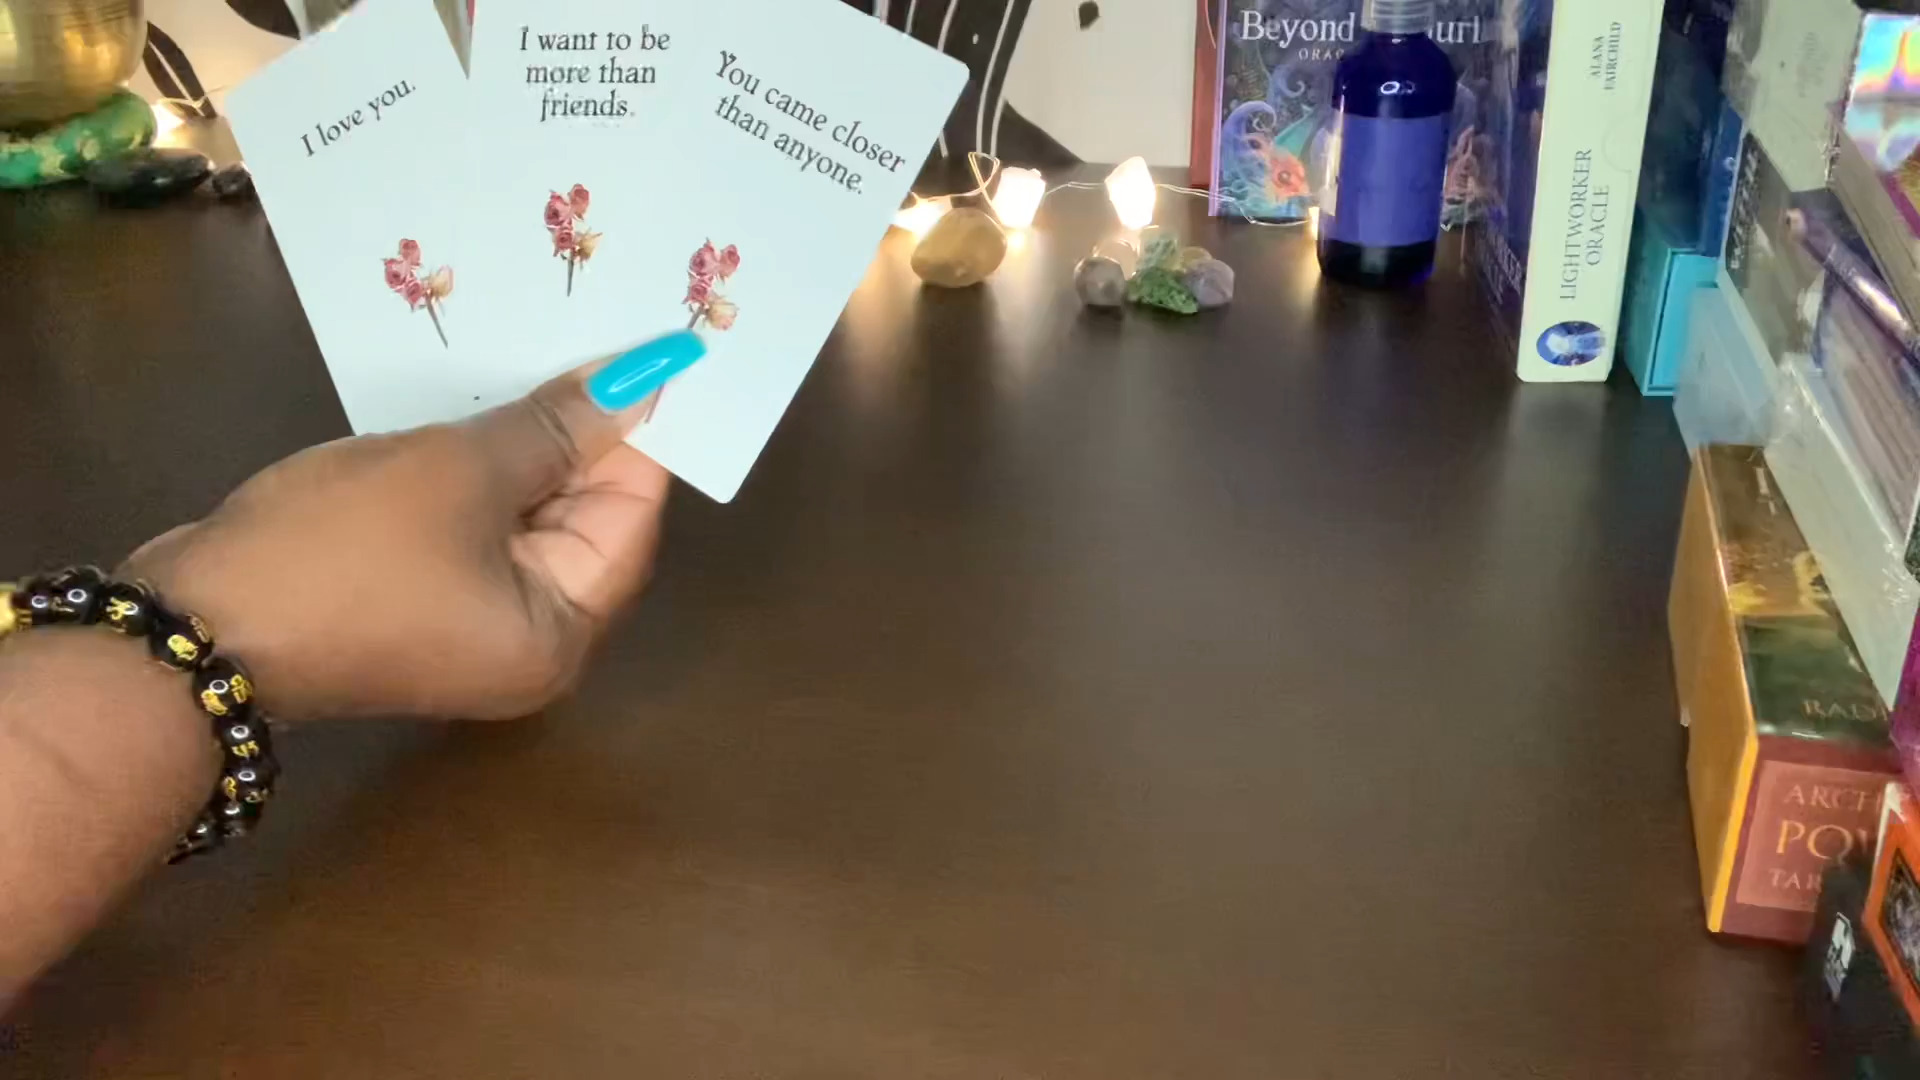 I love you.
I want to be
more than
friends.
You came closer
than anyone.
Beyond
LIGHTWORKER
ORACLE
ALANA
FAIRCHILD